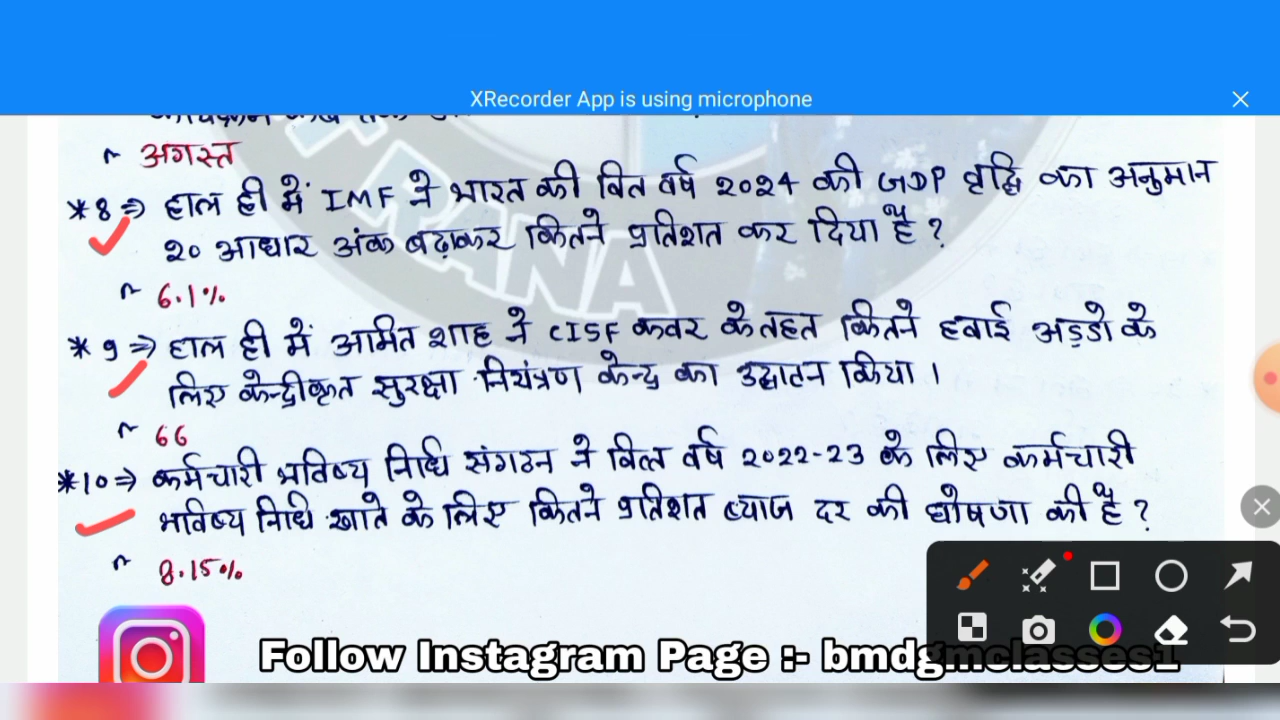 XRecorder App is using microphone
अगस्त
*8⇒ हाल ही में IMF ने भारत की वित वर्ष 2024 की GDP वृद्धि का अनुमान
20 आधार अंक बढ़ाकर कितने प्रतिशत कर दिया है ?
6.1%
* 9⇒ हाल ही में अमित शाह ने CISF कवर के तहत कितने हवाई अड्डो के
लिए केन्द्रीकृत सुरक्षा नियंत्रण केन्द्र का उद्घाटन किया ।
66
*10⇒ कर्मचारी भविष्य निधि संगठन ने वित्त वर्ष 2022-23 के लिए कर्मचारी
भविष्य निधि खाते के लिए कितने प्रतिशत ब्याज दर की घोषणा की है ?
8.15%
Follow Instagram Page :- bmdgmclasses1